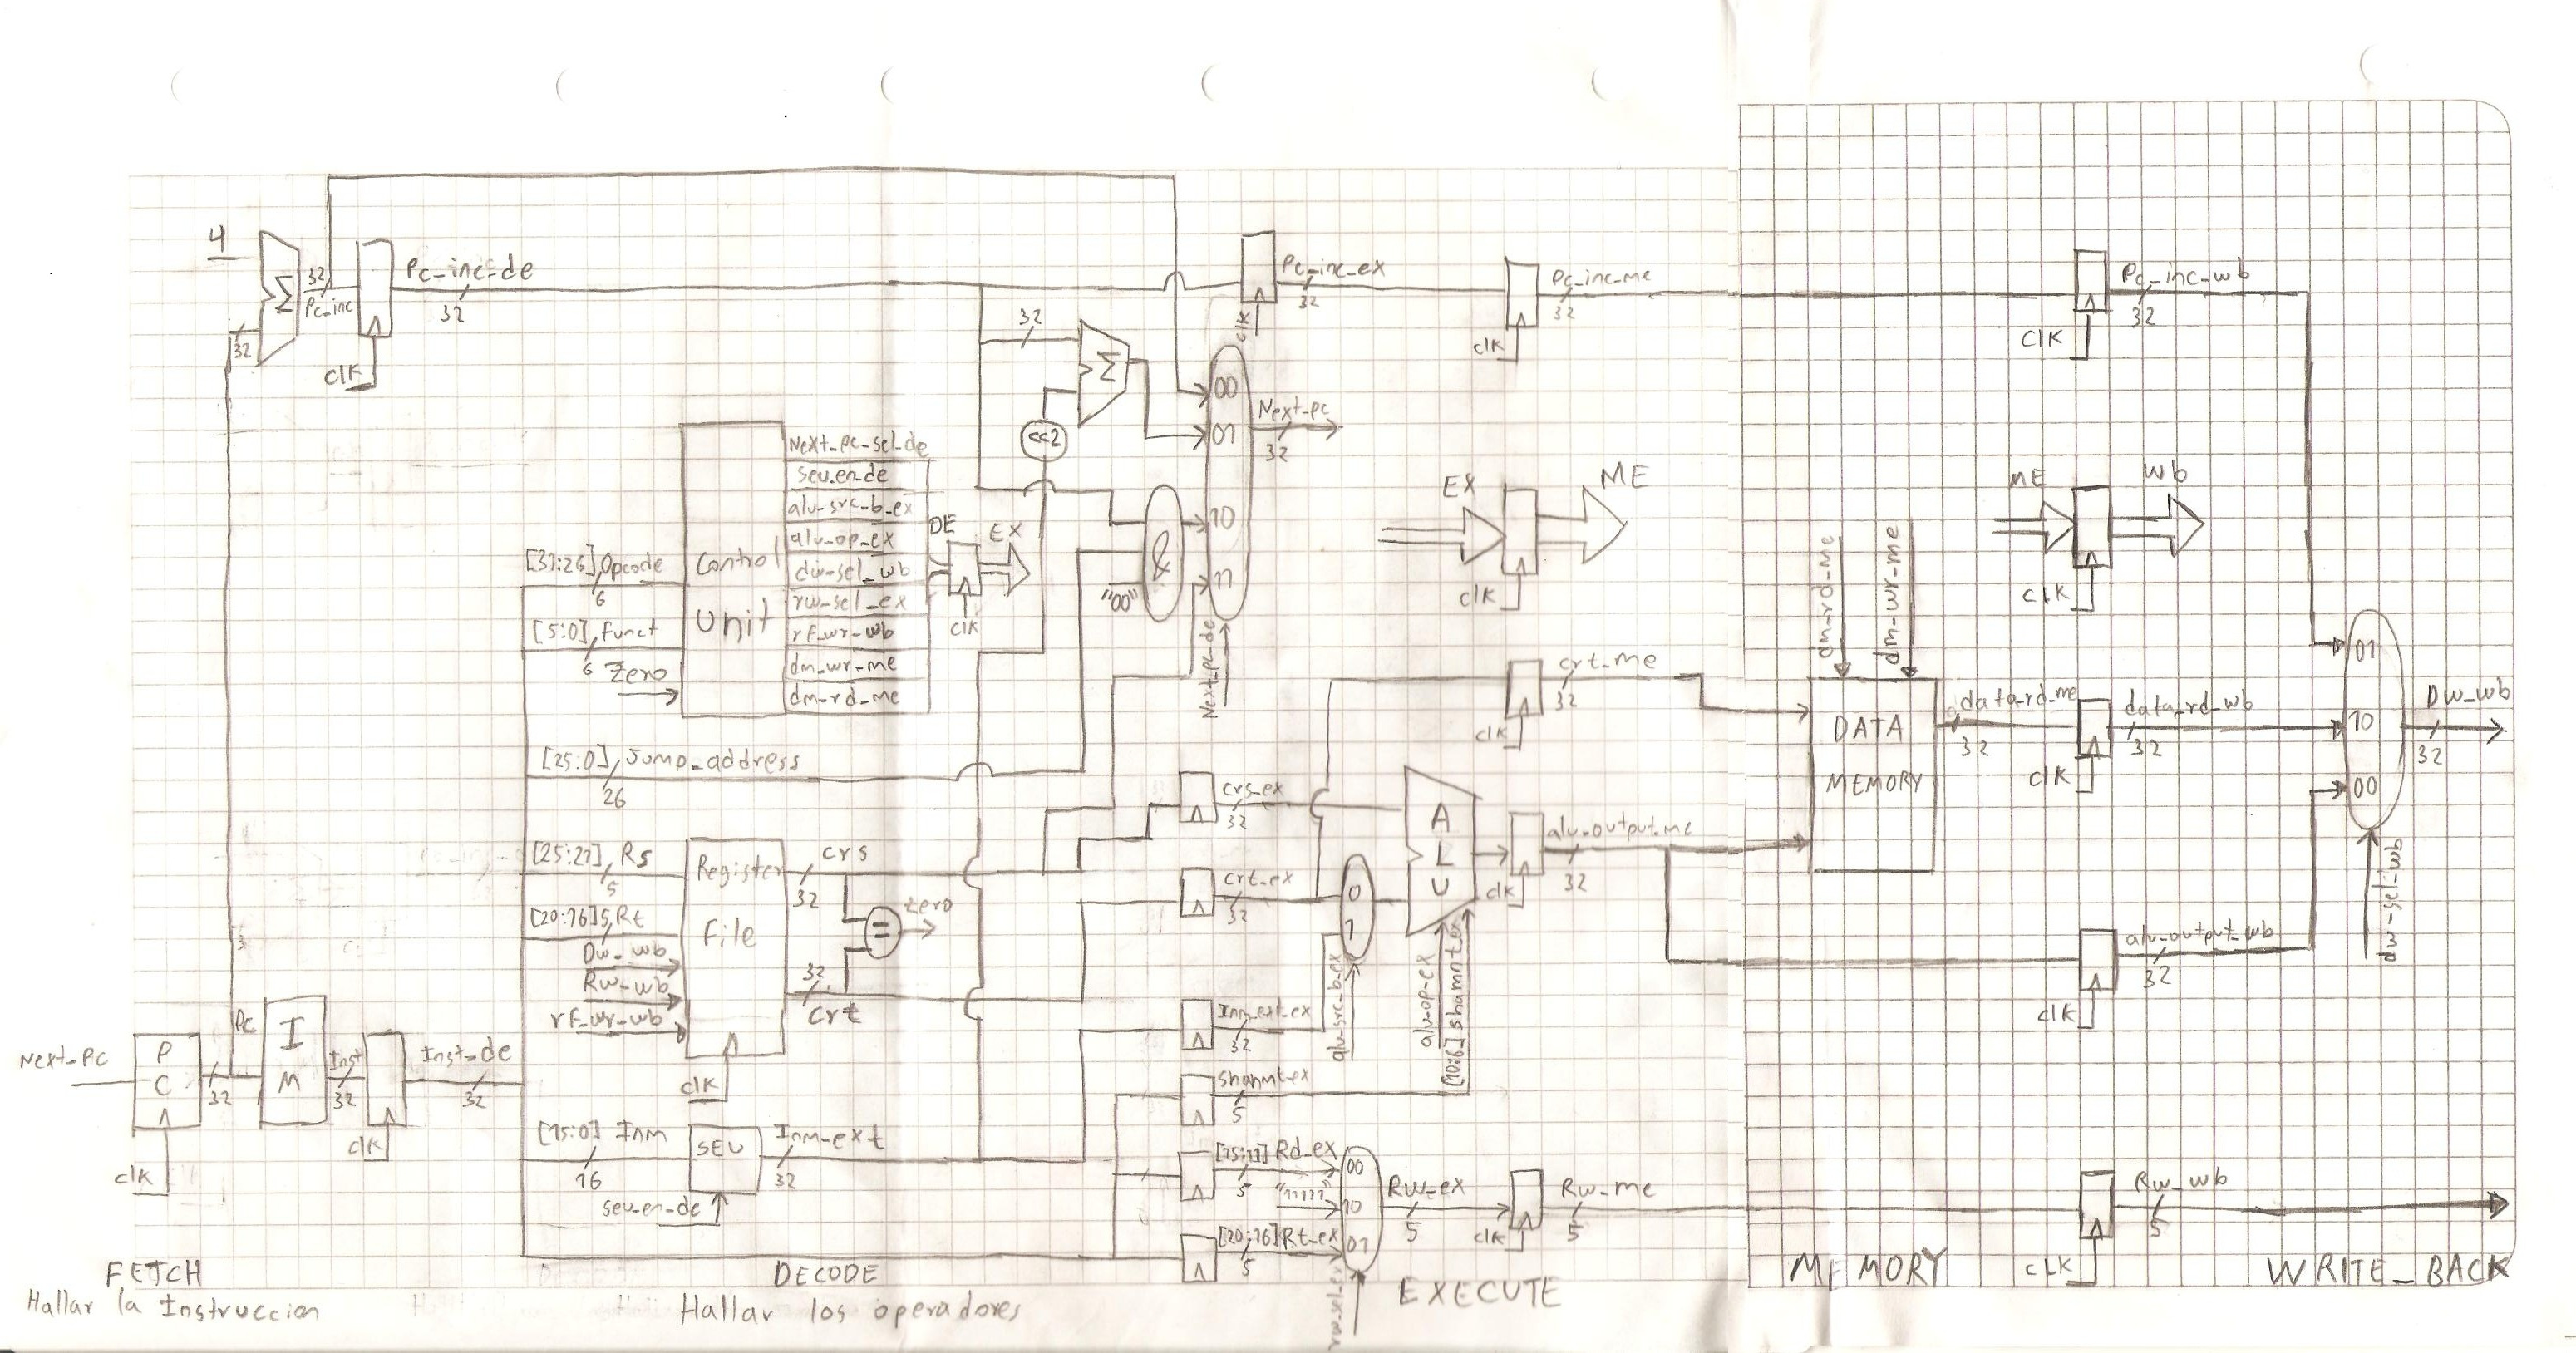 4
32
Pc_inc
clk
Pc_inc_de
32
32
Next_pc
P
C
clk
32
Pc
I
M
Inst
32
clk
Inst_de
32
FETCH
Hallar la Instruccion
[31:26] Opcode
6
[5:0] funct
6
Zero
Control
Unit
Next_pc_sel_de
seu_en_de
alu_src_b_ex
alu_op_ex
dw_sel_wb
rw_sel_ex
rf_wr_wb
dm_wr_me
dm_rd_me
DE
EX
clk
[25:0] Jump_address
26
[25:21] Rs
5
[20:16] Rt
5
Dw_wb
Rw_wb
rf_wr_wb
Register
File
clk
crs
32
32
crt
=
zero
[15:0] Inm
16
SEU
seu_en_de
Inm_ext
32
DECODE
Hallar los operadores
32
Σ
Σ
<<2
&
"00"
00
01
10
11
Next_pc_de
Next_pc
32
clk
Pc_inc_ex
32
clk
Pc_inc_me
32
EX
ME
clk
crs_ex
32
crt_ex
32
Inm_ext_ex
32
shamnt_ex
5
[15:11] Rd_ex
5
"11111"
[20:16] Rt_ex
5
00
10
01
rw_sel_ex
Rw_ex
5
clk
Rw_me
5
0
1
alu_src_b_ex
A
L
U
alu_op_ex
[10:6] shamnt_ex
clk
crt_me
32
clk
alu_output_me
32
EXECUTE
dm_rd_me
dm_wr_me
DATA
MEMORY
data_rd_me
32
clk
data_rd_wb
32
clk
Pc_inc_wb
32
ME
Wb
clk
clk
alu_output_wb
32
01
10
00
dw_sel_wb
Dw_wb
32
clk
Rw_wb
5
MEMORY
WRITE_BACK